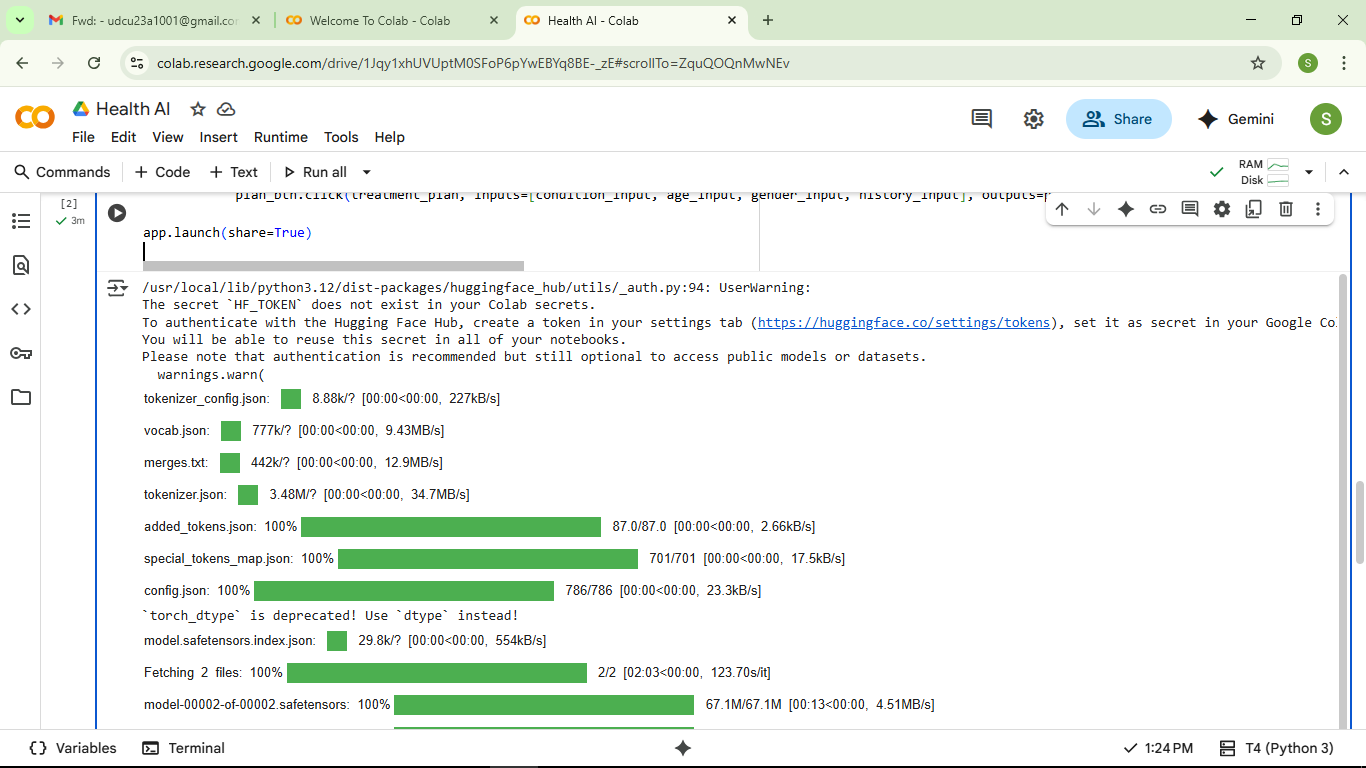 Fwd: - udcu23a1001@gmail.co
Welcome To Colab - Colab
Health AI - Colab
colab.research.google.com/drive/1Jqy1xhUVUptM0SFoP6pYwEBYq8BE-_zE#scrollTo=ZquQOQnMwNEv
S
CO
Health AI
File Edit View Insert Runtime Tools Help
Share
Gemini
S
Commands + Code + Text Run all
RAM
Disk
[2]
3m
plan_btn.click(treatment_plan, inputs=[condition_input, age_input, gender_input, history_input], outputs=p
app.launch(share=True)
/usr/local/lib/python3.12/dist-packages/huggingface_hub/utils/_auth.py:94: UserWarning:
The secret `HF_TOKEN` does not exist in your Colab secrets.
To authenticate with the Hugging Face Hub, create a token in your settings tab (https://huggingface.co/settings/tokens), set it as secret in your Google Co
You will be able to reuse this secret in all of your notebooks.
Please note that authentication is recommended but still optional to access public models or datasets.
warnings.warn(
tokenizer_config.json: 8.88k/? [00:00<00:00, 227kB/s]
vocab.json: 777k/? [00:00<00:00, 9.43MB/s]
merges.txt: 442k/? [00:00<00:00, 12.9MB/s]
tokenizer.json: 3.48M/? [00:00<00:00, 34.7MB/s]
added_tokens.json: 100% 87.0/87.0 [00:00<00:00, 2.66kB/s]
special_tokens_map.json: 100% 701/701 [00:00<00:00, 17.5kB/s]
config.json: 100% 786/786 [00:00<00:00, 23.3kB/s]
`torch_dtype` is deprecated! Use `dtype` instead!
model.safetensors.index.json: 29.8k/? [00:00<00:00, 554kB/s]
Fetching 2 files: 100% 2/2 [02:03<00:00, 123.70s/it]
model-00002-of-00002.safetensors: 100% 67.1M/67.1M [00:13<00:00, 4.51MB/s]
Variables Terminal
1:24 PM T4 (Python 3)